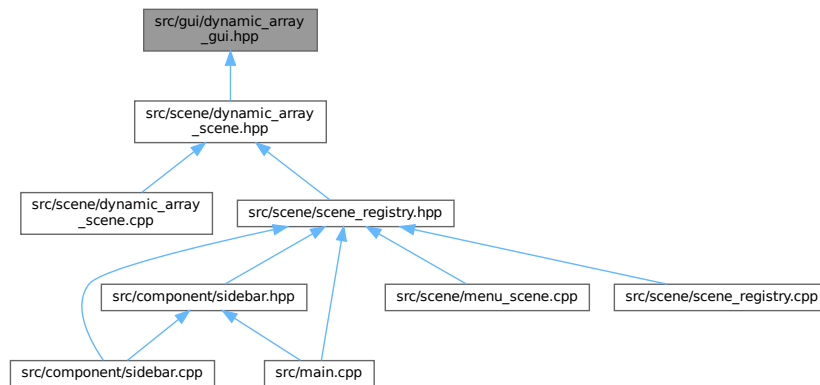 src/gui/dynamic_array
_gui.hpp
src/scene/dynamic_array
_scene.hpp
src/scene/dynamic_array
_scene.cpp
src/scene/scene_registry.hpp
src/component/sidebar.hpp
src/scene/menu_scene.cpp
src/scene/scene_registry.cpp
src/component/sidebar.cpp
src/main.cpp